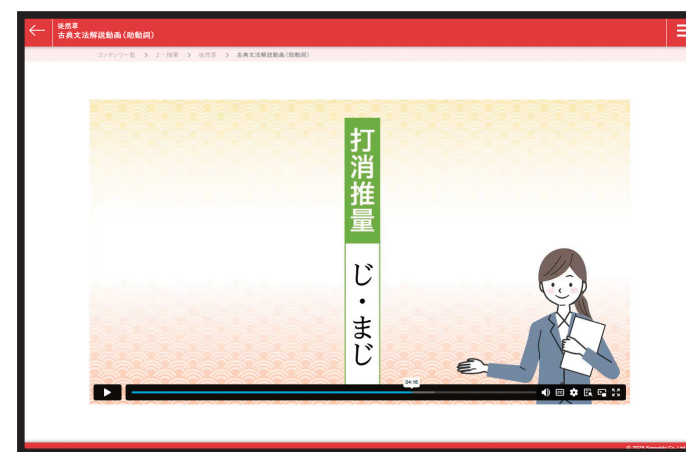 徒然草
古典文法解説動画(助動詞)
コンテンツ一覧 > 2・随筆 > 徒然草 > 古典文法解説動画(助動詞)
打消推量
じ・まじ
04:16